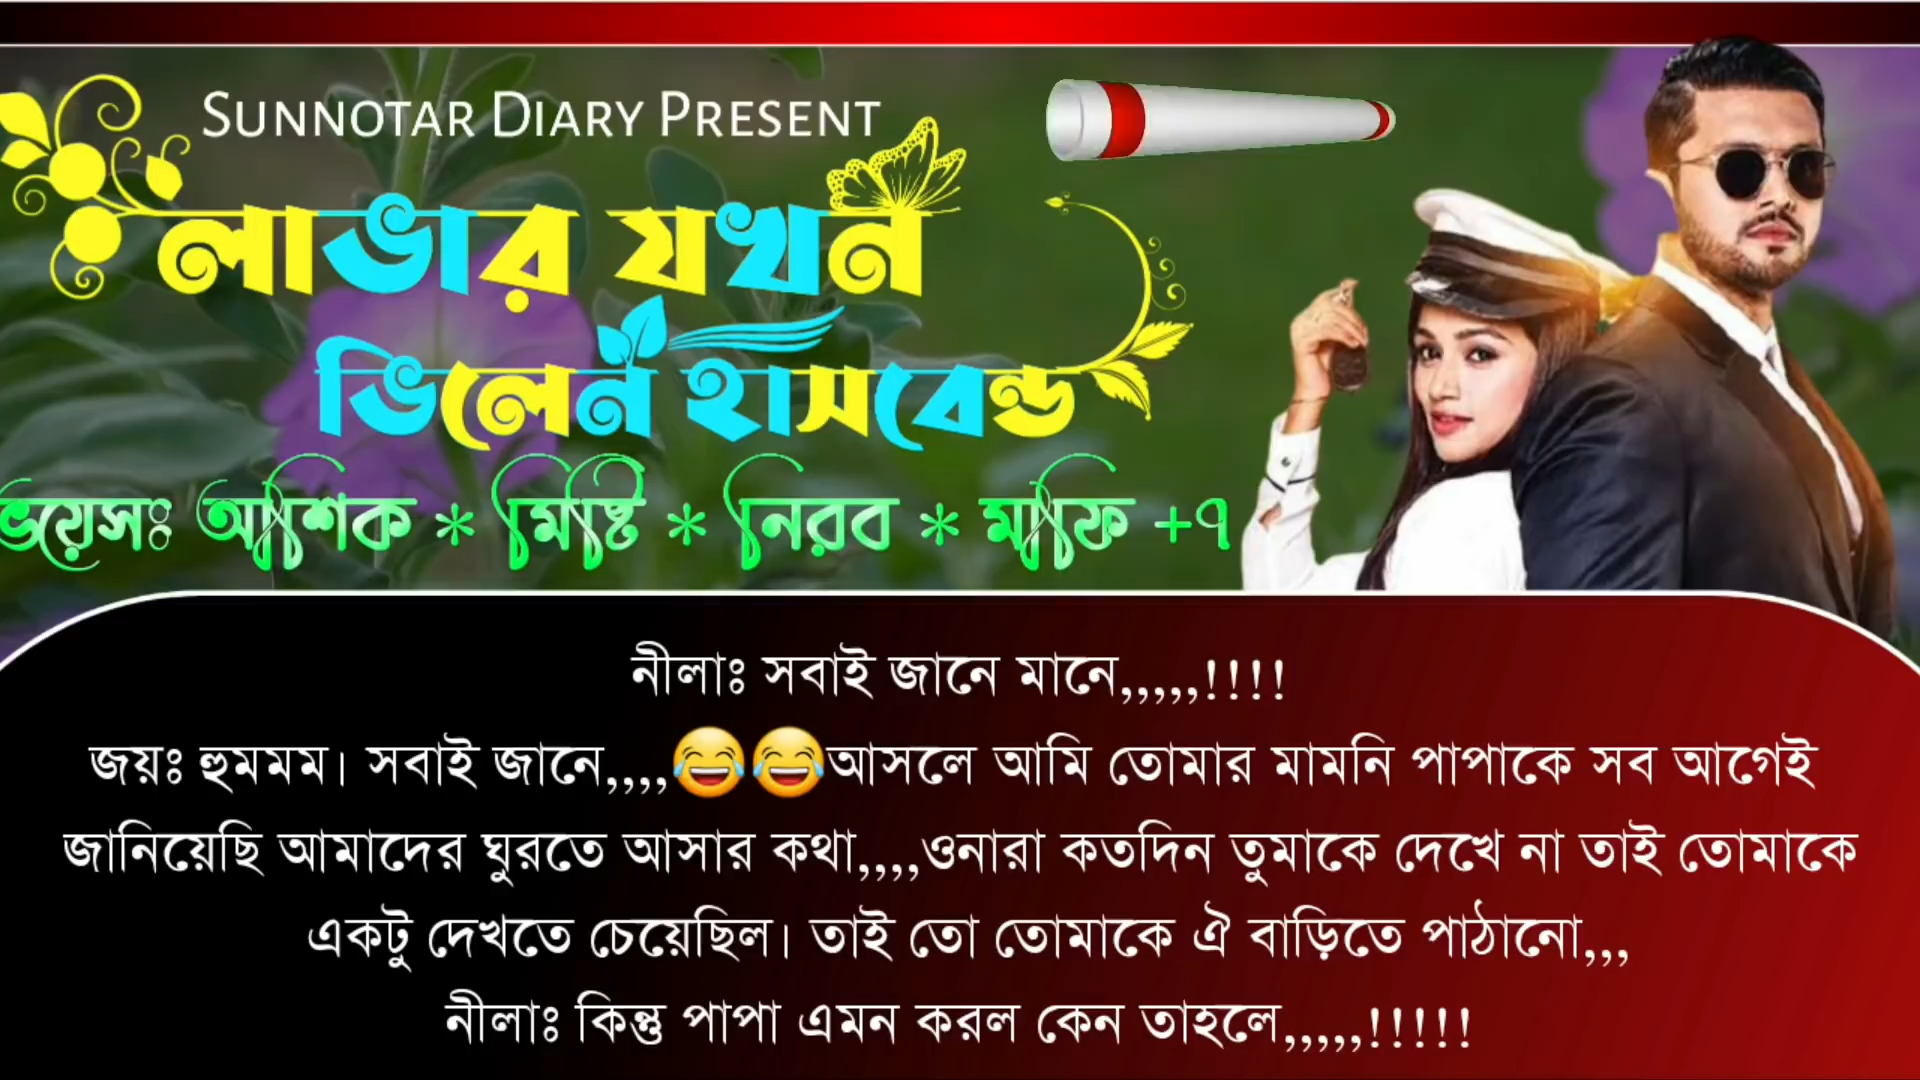 SUNNOTAR DIARY PRESENT
লাভার যখন
ভিলেন হাসবেন্ড
ভয়েসঃ আশিক * মিষ্টি * নিরব * মাফি +৭
নীলাঃ সবাই জানে মানে,,,,,!!!!
জয়ঃ হুমমম। সবাই জানে,,,,😂😂আসলে আমি তোমার মামনি পাপাকে সব আগেই
জানিয়েছি আমাদের ঘুরতে আসার কথা,,,,ওনারা কতদিন তুমাকে দেখে না তাই তোমাকে
একটু দেখতে চেয়েছিল। তাই তো তোমাকে ঐ বাড়িতে পাঠানো,,,
নীলাঃ কিন্তু পাপা এমন করল কেন তাহলে,,,,,!!!!!